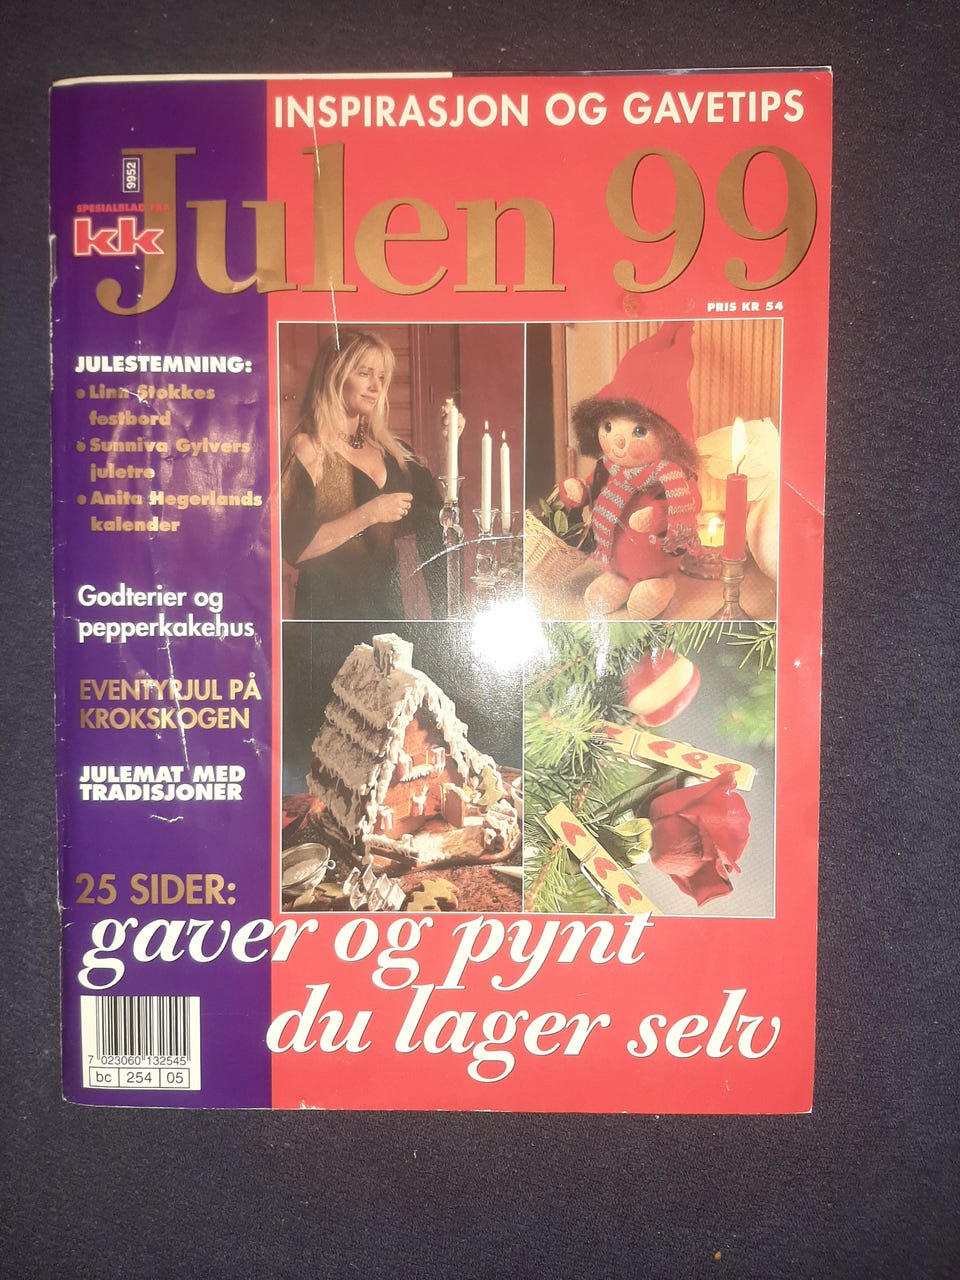 INSPIRASJON OG GAVETIPS
9952
Julen 99
SPESIALBLAD FRA
kk
PRIS KR 54
JULESTEMNING:
• Linn Stokkes
festbord
• Sunniva Gylvers
juletre
• Anita Hegerlands
kalender
Godterier og
pepperkakehus
EVENTYRJUL PÅ
KROKSKOGEN
JULEMAT MED
TRADISJONER
25 SIDER:
gaver og pynt
du lager selv
7 023060 132545
bc 254 05